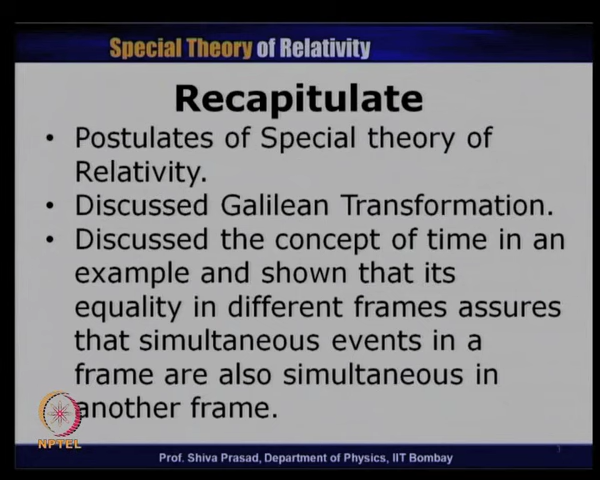 Special Theory of Relativity
Recapitulate
• Postulates of Special theory of
Relativity.
• Discussed Galilean Transformation.
• Discussed the concept of time in an
example and shown that its
equality in different frames assures
that simultaneous events in a
frame are also simultaneous in
another frame.
NPTEL
Prof. Shiva Prasad, Department of Physics, IIT Bombay